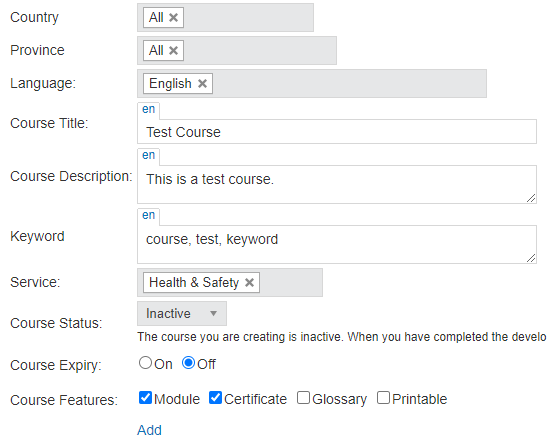 Country All ×
Province All ×
Language: English ×
en
Course Title: Test Course
en
Course Description: This is a test course.
en
Keyword course, test, keyword
Service: Health & Safety ×
Course Status: Inactive
The course you are creating is inactive. When you have completed the develo
Course Expiry: On Off
Course Features: Module Certificate Glossary Printable
Add